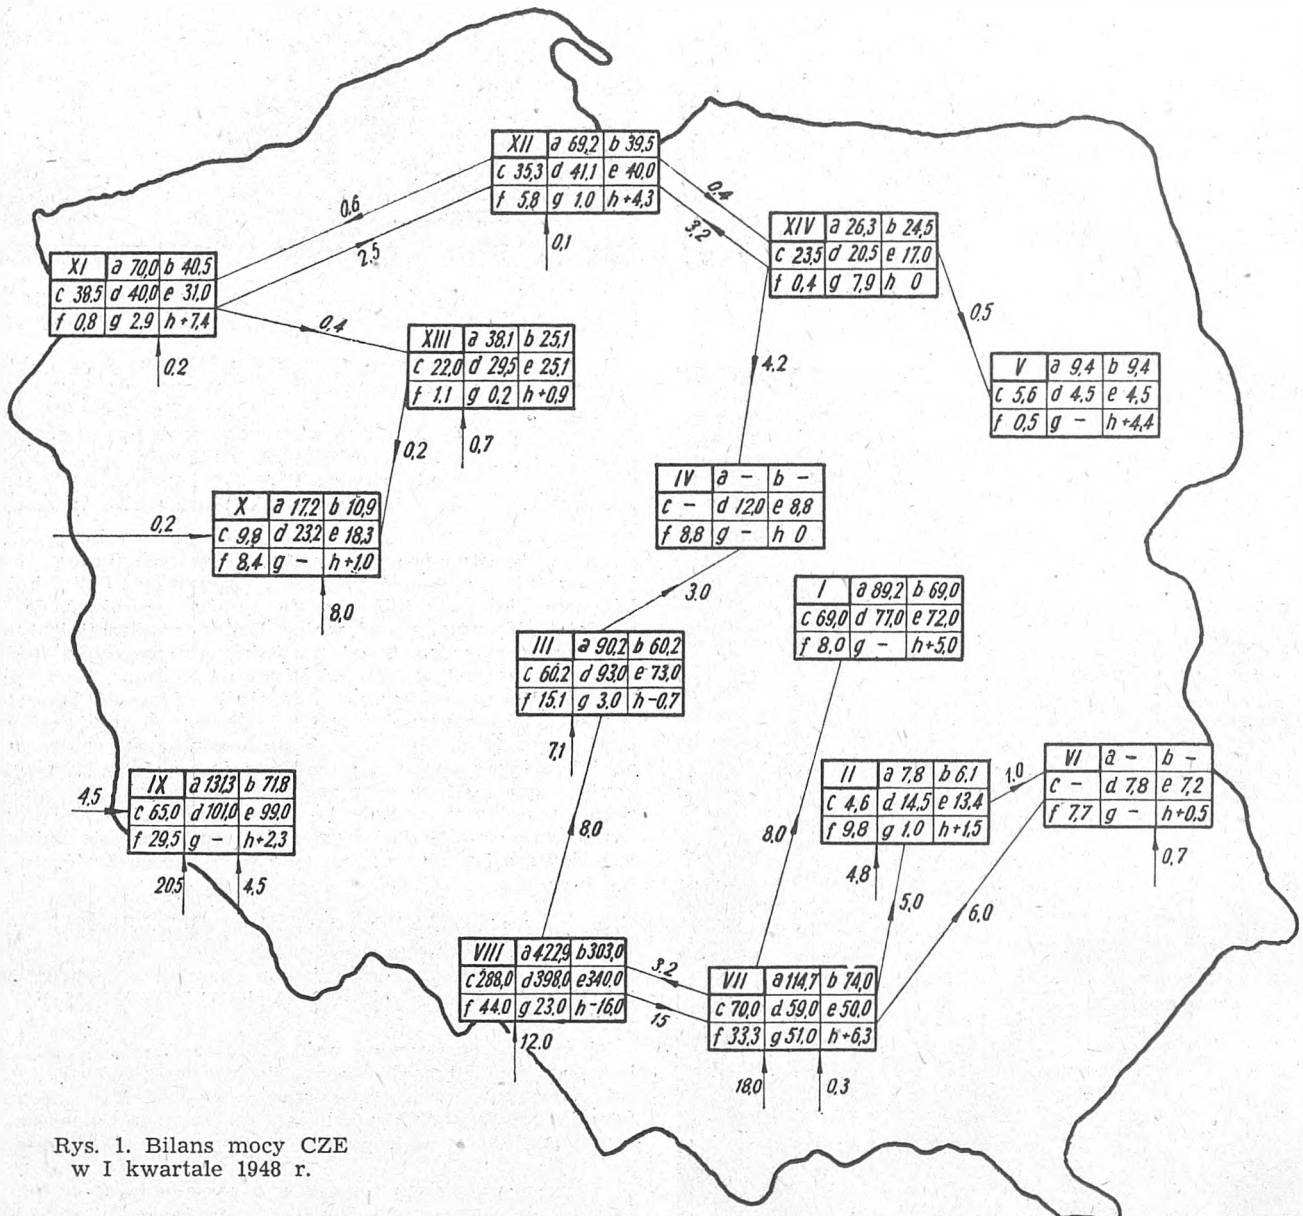 XII a 69,2 b 39,5
c 35,3 d 41,1 e 40,0
f 5,8 g 1,0 h +4,3
0,1
0,6
2,5
0,4
3,2
XIV a 26,3 b 24,5
c 23,5 d 20,5 e 17,0
f 0,4 g 7,9 h 0
XI a 70,0 b 40,5
c 38,5 d 40,0 e 31,0
f 0,8 g 2,9 h +7,4
0,2
0,4
0,5
XIII a 38,1 b 25,1
c 22,0 d 29,5 e 25,1
f 1,1 g 0,2 h +0,9
0,7
0,2
4,2
V a 9,4 b 9,4
c 5,6 d 4,5 e 4,5
f 0,5 g - h +4,4
IV a - b -
c - d 12,0 e 8,8
f 8,8 g - h 0
X a 17,2 b 10,9
c 9,8 d 23,2 e 18,3
f 8,4 g - h +1,0
0,2
8,0
3,0
I a 89,2 b 69,0
c 69,0 d 77,0 e 72,0
f 8,0 g - h +5,0
III a 90,2 b 60,2
c 60,2 d 93,0 e 73,0
f 15,1 g 3,0 h -0,7
7,1
IX a 131,3 b 71,8
c 65,0 d 101,0 e 99,0
f 29,5 g - h +2,3
4,5
20,5
4,5
8,0
8,0
II a 7,8 b 6,1
c 4,6 d 14,5 e 13,4
f 9,8 g 1,0 h +1,5
4,8
1,0
VI a - b -
c - d 7,8 e 7,2
f 7,7 g - h +0,5
0,7
5,0
6,0
VIII a 422,9 b 303,0
c 288,0 d 398,0 e 340,0
f 44,0 g 23,0 h -16,0
12,0
3,2
15
VII a 114,7 b 74,0
c 70,0 d 59,0 e 50,0
f 33,3 g 51,0 h +6,3
18,0
0,3
Rys. 1. Bilans mocy CZE
w I kwartale 1948 r.